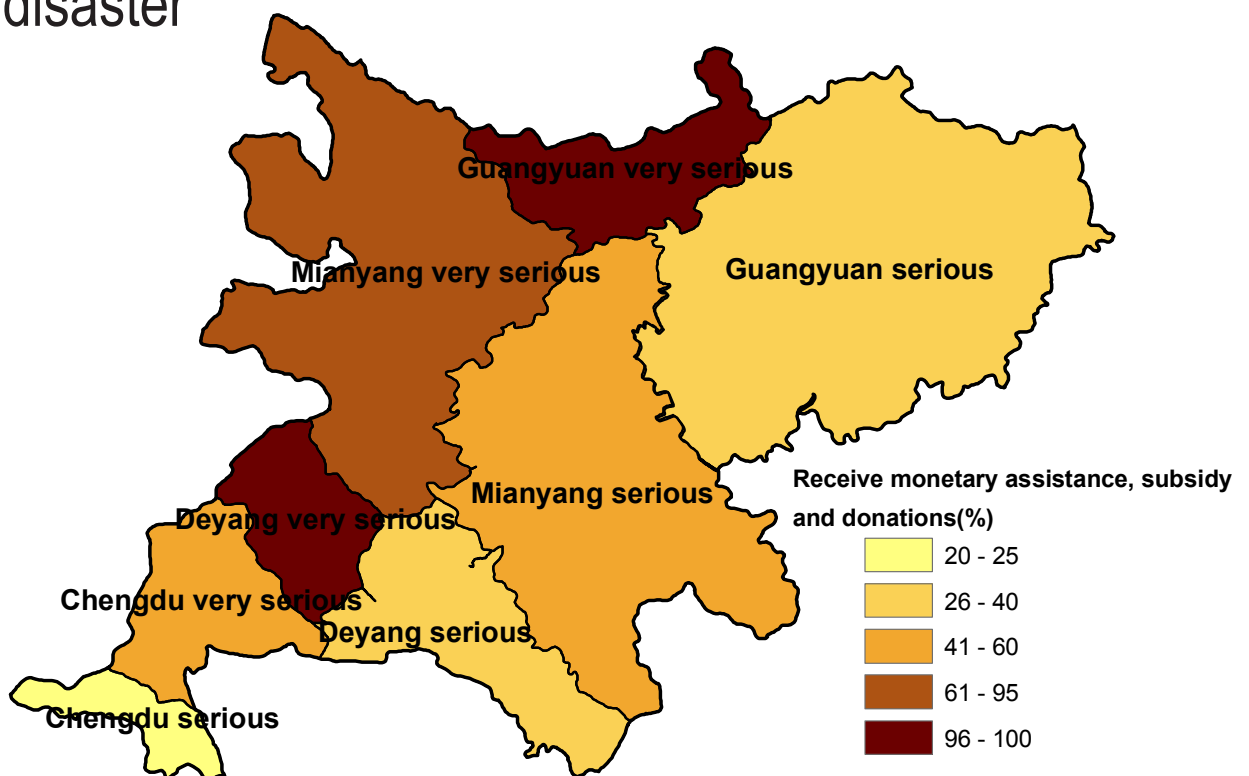 disaster
Guangyuan very serious
Mianyang very serious
Guangyuan serious
Mianyang serious
Deyang very serious
Chengdu very serious
Deyang serious
Chengdu serious
Receive monetary assistance, subsidy
and donations(%)
20 - 25
26 - 40
41 - 60
61 - 95
96 - 100